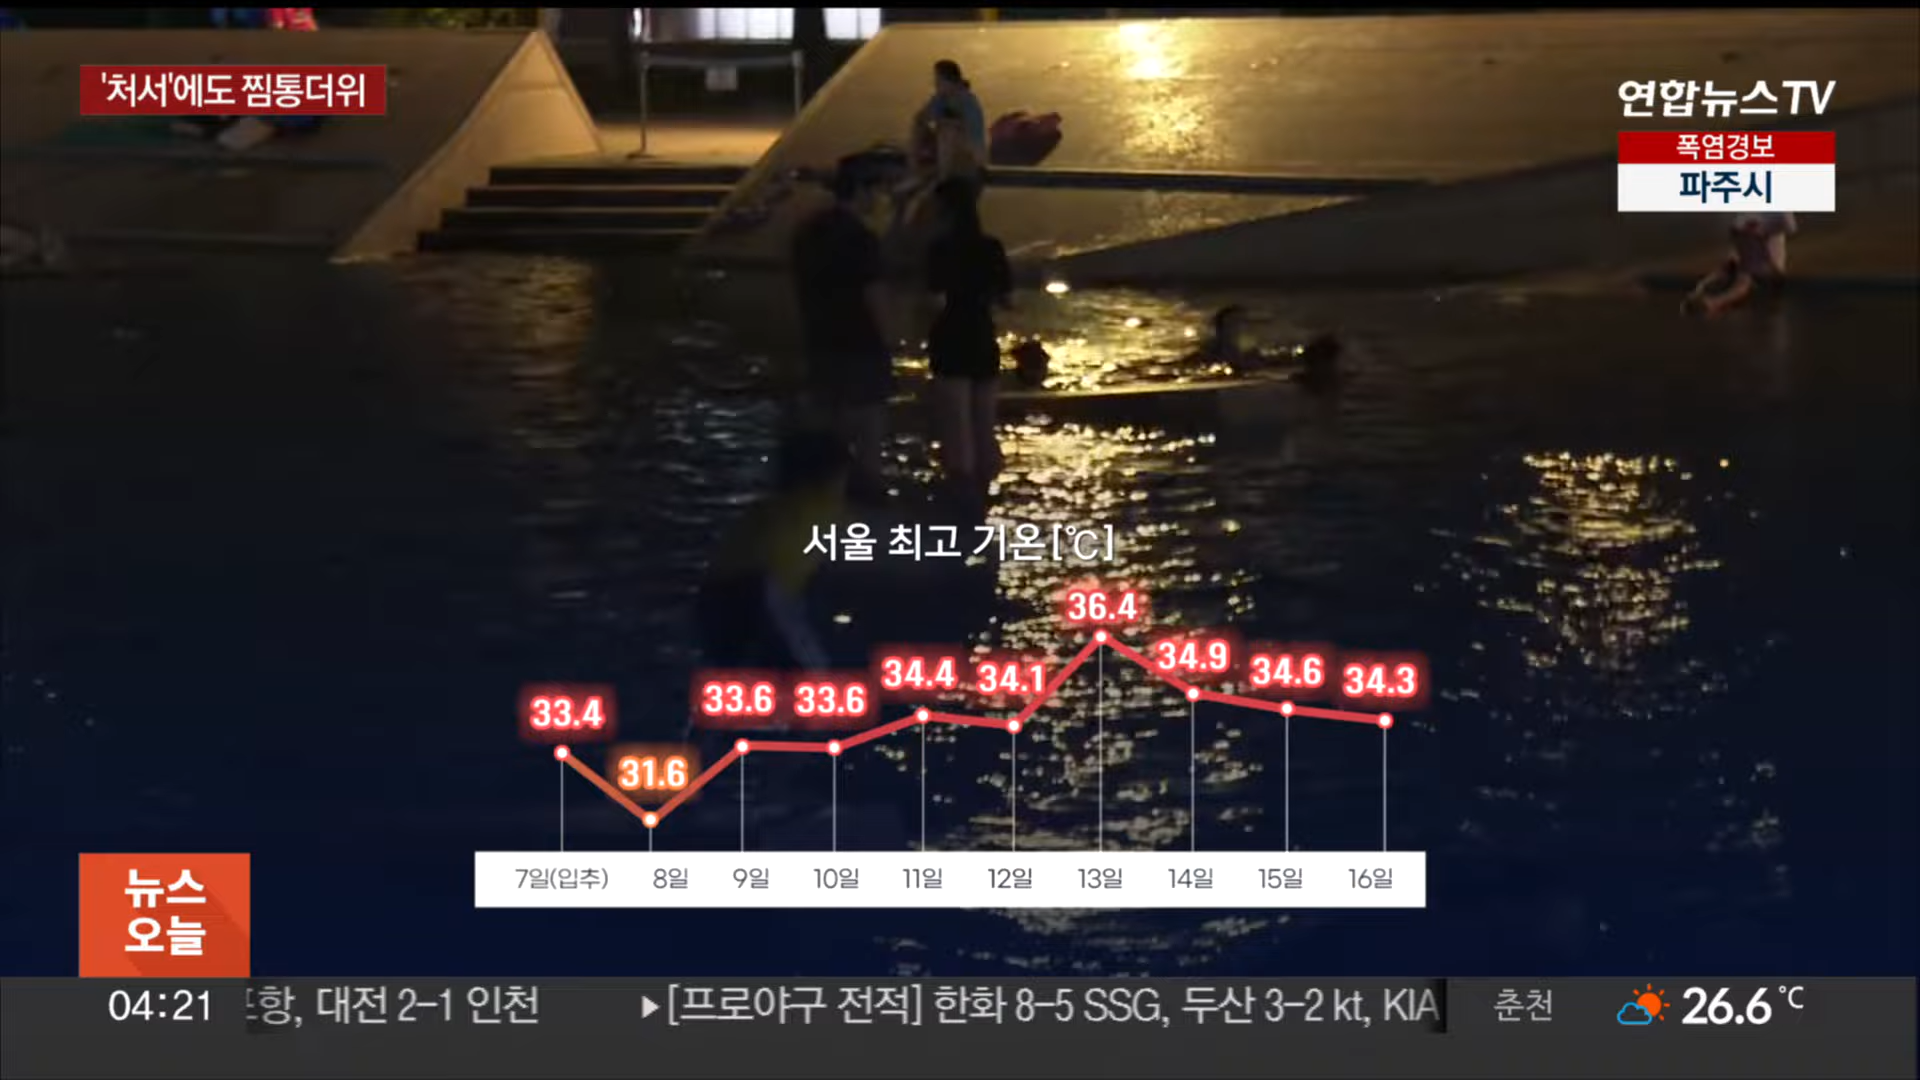 '처서'에도 찜통더위
연합뉴스TV
폭염경보
파주시
서울 최고 기온[℃]
33.4
31.6
33.6
33.6
34.4
34.1
36.4
34.9
34.6
34.3
7일(입추) 8일 9일 10일 11일 12일 13일 14일 15일 16일
뉴스
오늘
04:21
대전 2-1 인천 ▶[프로야구 전적] 한화 8-5 SSG, 두산 3-2 kt, KIA
춘천 26.6℃